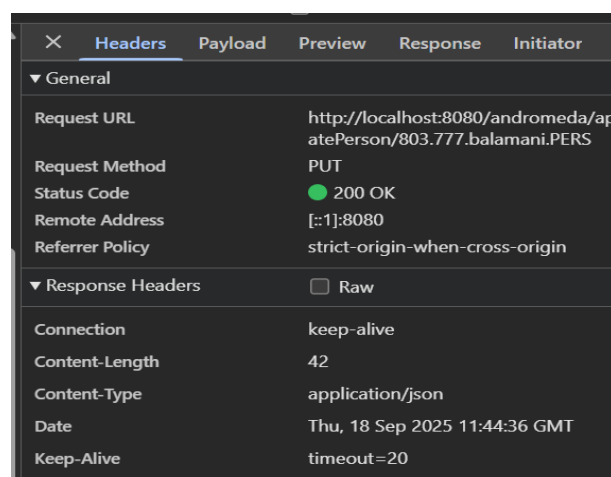 Headers Payload Preview Response Initiator
General
Request URL http://localhost:8080/andromeda/ap
atePerson/803.777.balamani.PERS
Request Method PUT
Status Code 200 OK
Remote Address [::1]:8080
Referrer Policy strict-origin-when-cross-origin
Response Headers Raw
Connection keep-alive
Content-Length 42
Content-Type application/json
Date Thu, 18 Sep 2025 11:44:36 GMT
Keep-Alive timeout=20